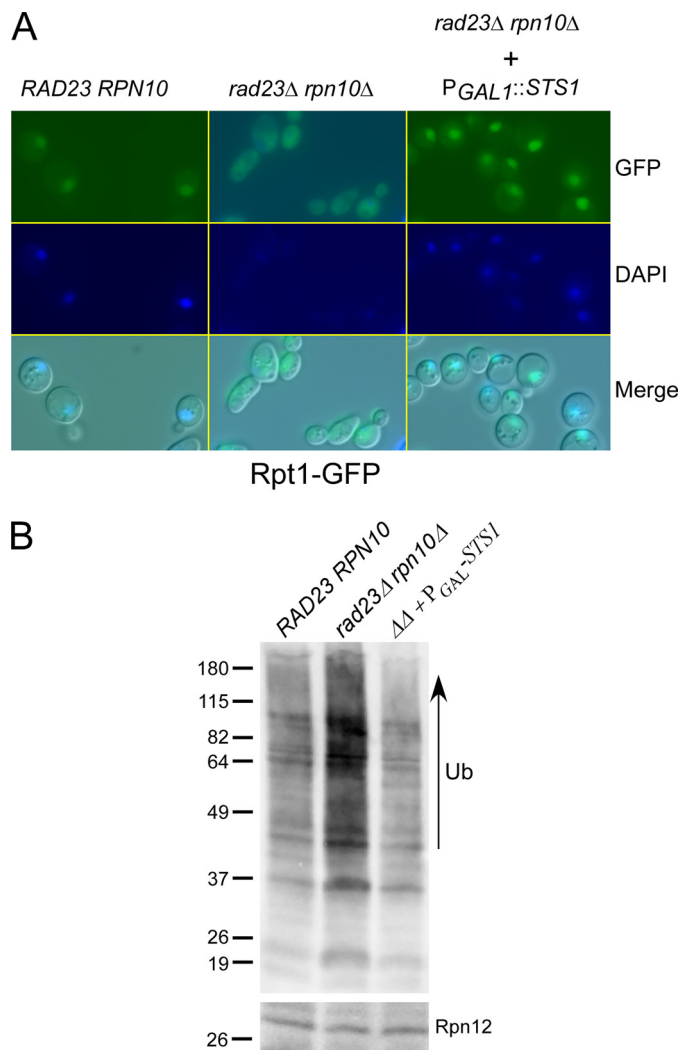 A
rad23Δ rpn10Δ
+
RAD23 RPN10 rad23Δ rpn10Δ PGAL1::STS1
GFP
DAPI
Merge
Rpt1-GFP
B
RAD23 RPN10
rad23Δ rpn10Δ
ΔΔ + PGAL-STS1
180
115
82
64
49
37
26
19
Ub
Rpn12
26